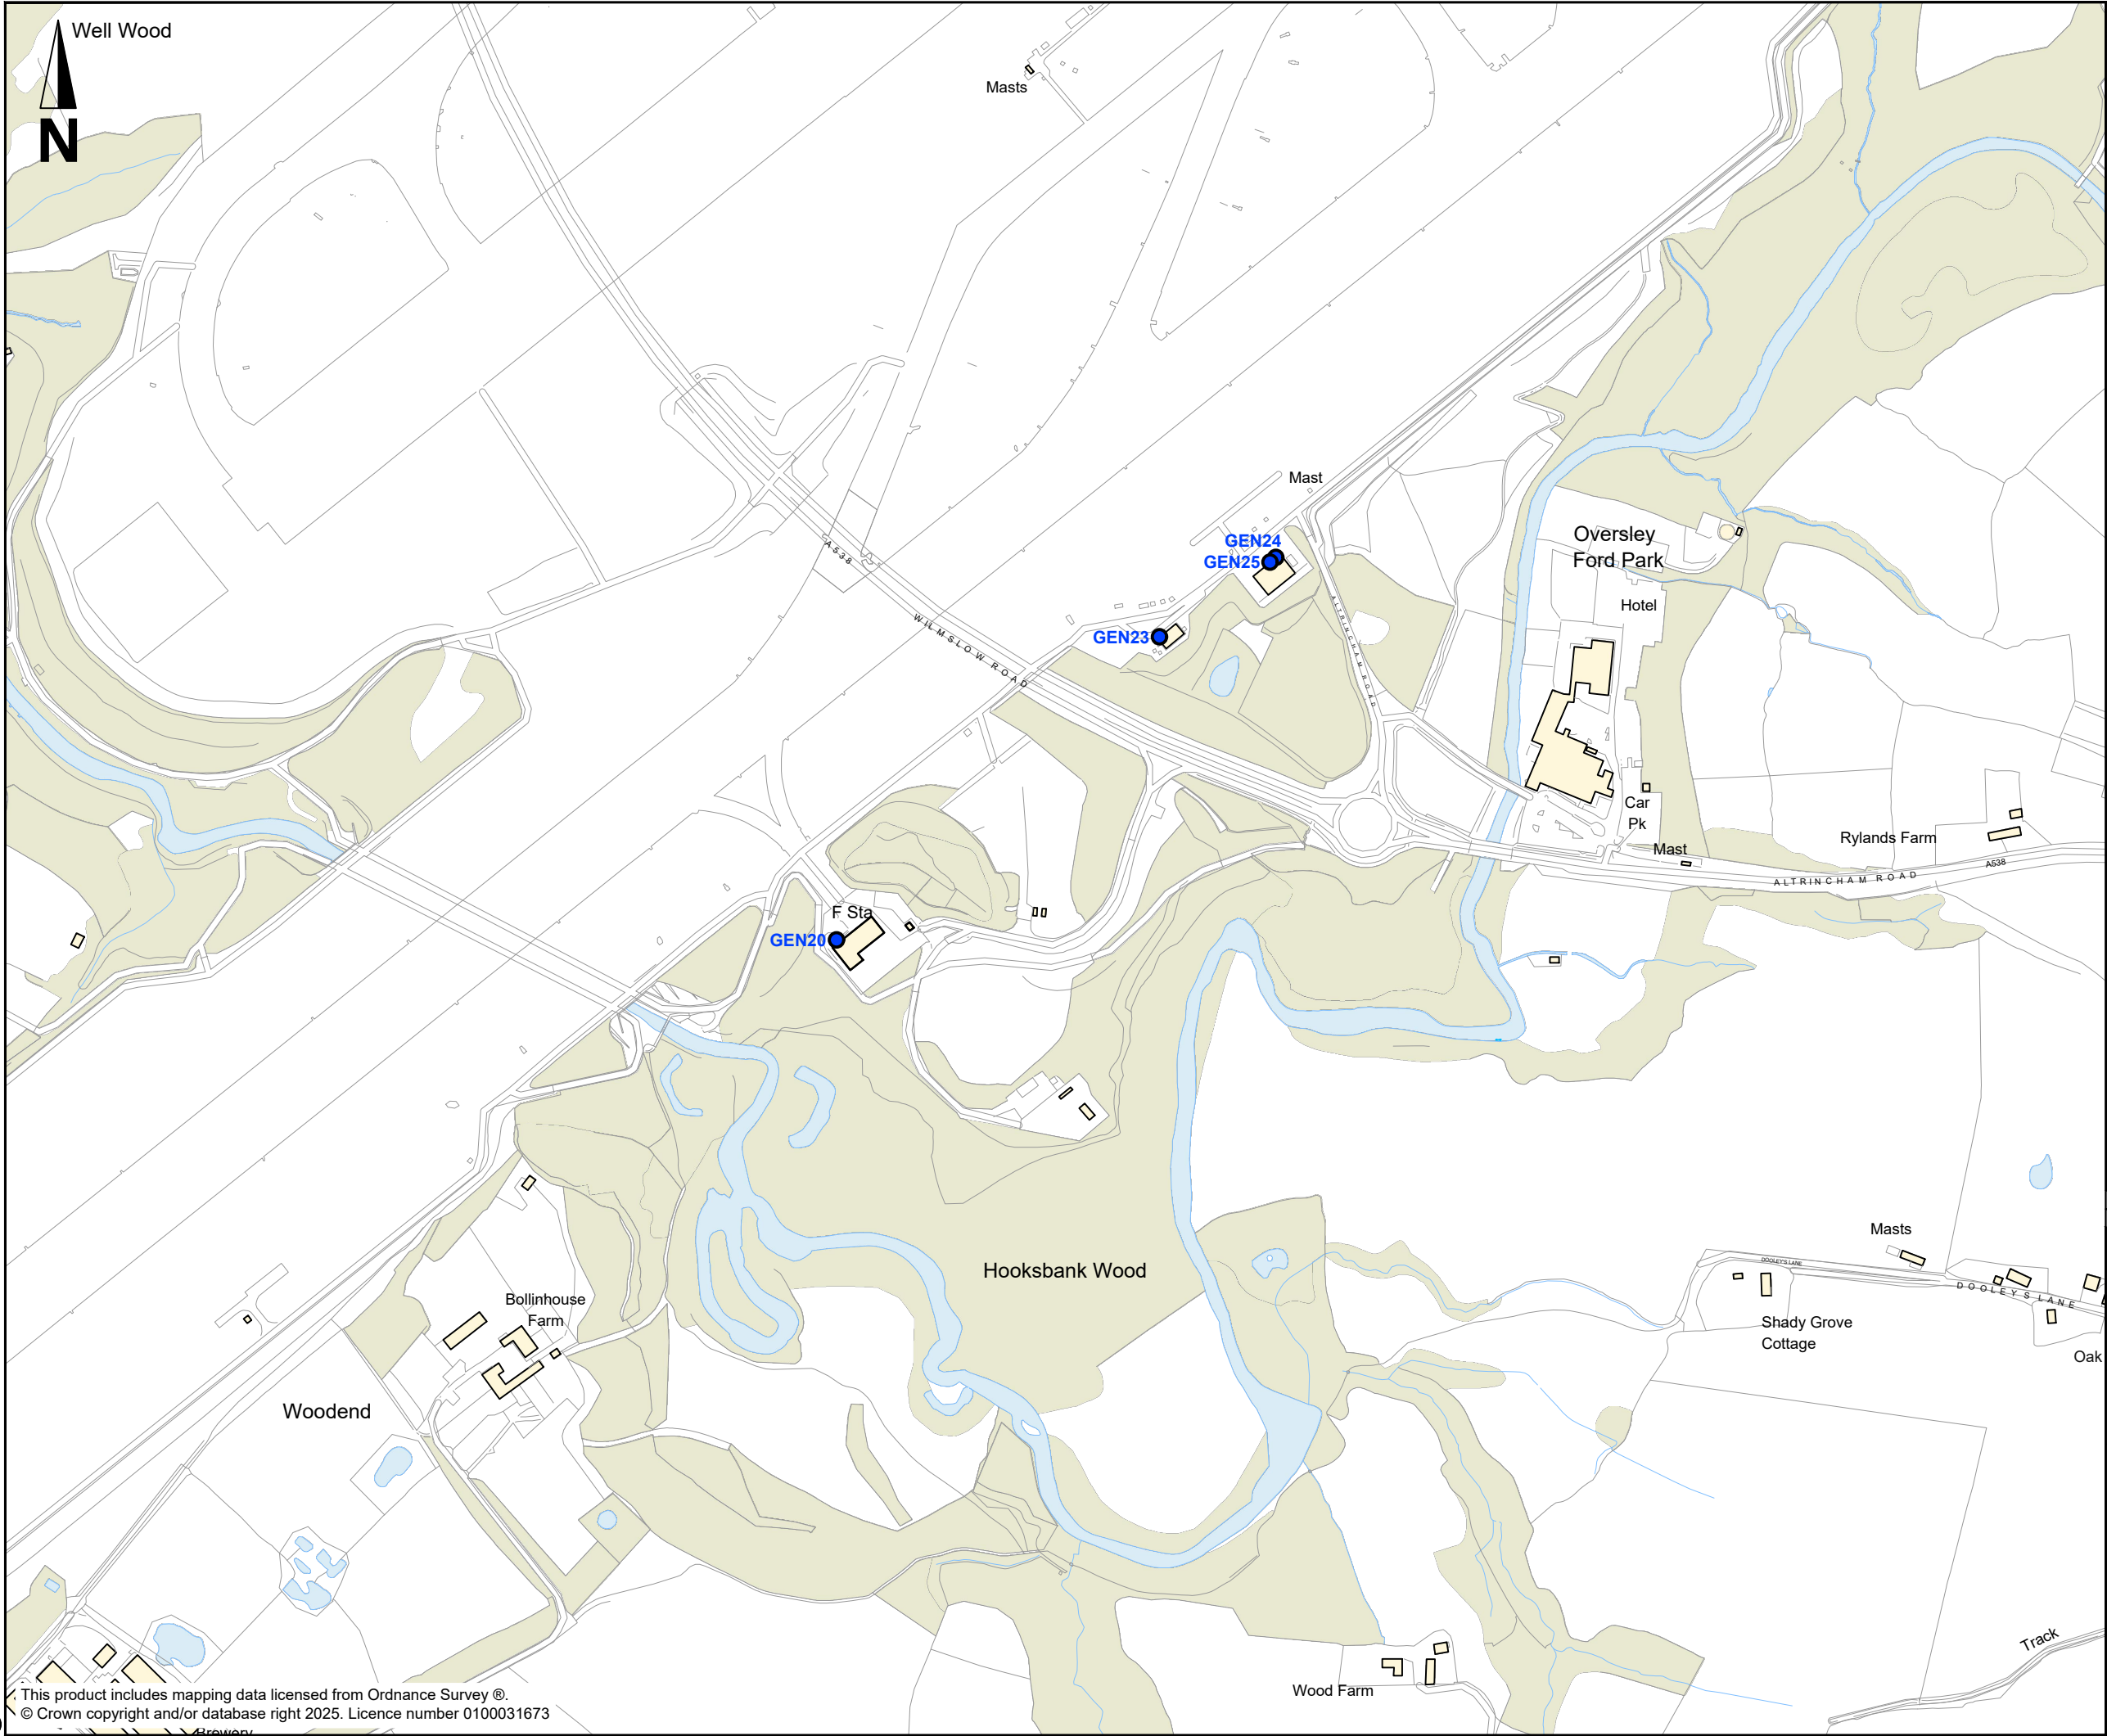 Well Wood
N
Masts
Mast
GEN24
GEN25
Oversley
Ford Park
A538
Hotel
ALTRINCHAM ROAD
WILMSLOW ROAD
GEN23
Car
Pk
Mast
Rylands Farm
A538
ALTRINCHAM ROAD
F Sta
GEN20
Masts
DOOLEY'S LANE
Hooksbank Wood
DOOLEY'S LANE
Bollinhouse
Farm
Shady Grove
Cottage
Oak
Woodend
Track
Wood Farm
This product includes mapping data licensed from Ordnance Survey ®.
© Crown copyright and/or database right 2025. Licence number 0100031673
Brewery